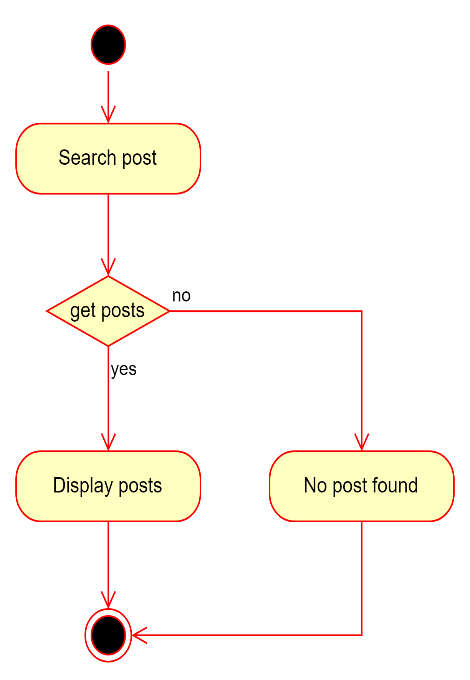 Search post
get posts
no
yes
Display posts
No post found